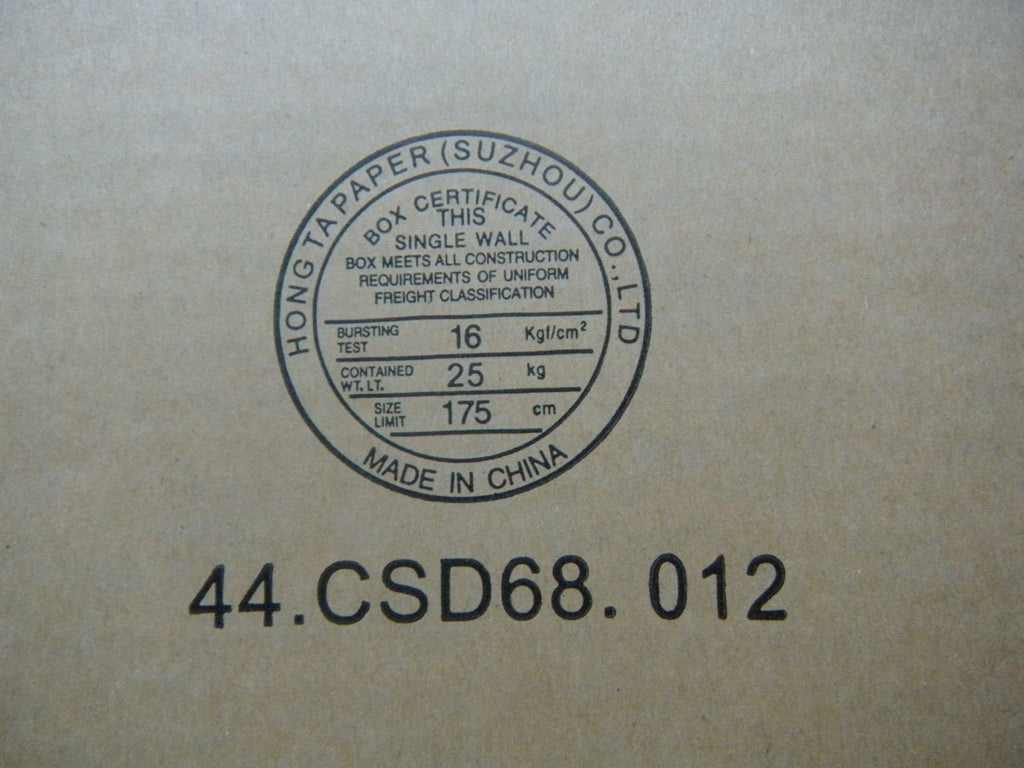 HONG TA PAPER (SUZHOU) CO.,LTD
BOX CERTIFICATE
THIS
SINGLE WALL
BOX MEETS ALL CONSTRUCTION
REQUIREMENTS OF UNIFORM
FREIGHT CLASSIFICATION
BURSTING TEST 16 Kgf/cm²
CONTAINED WT. LT. 25 kg
SIZE LIMIT 175 cm
MADE IN CHINA
44.CSD68. 012